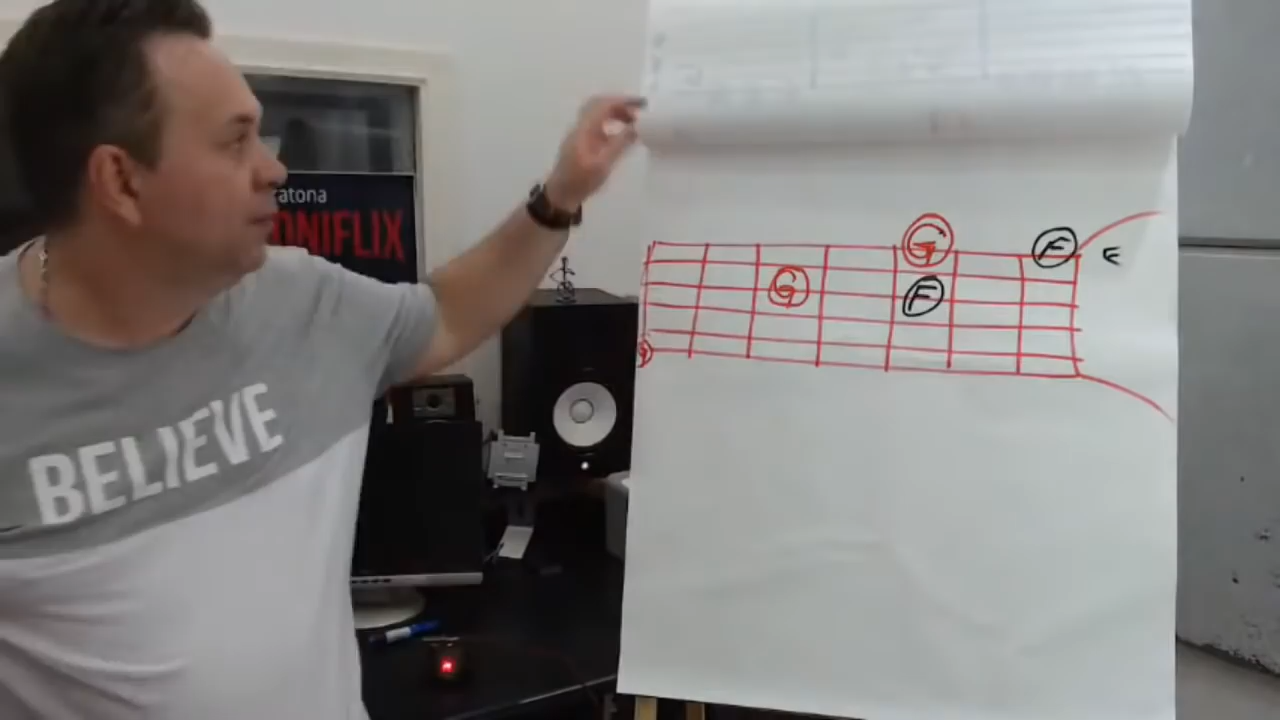 atona
ONIFLIX
BELIEVE
G F E
G F